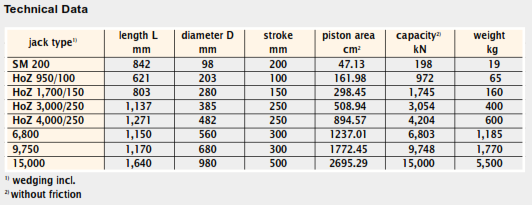 Technical Data
jack type¹⁾ length L mm diameter D mm stroke mm piston area cm² capacity²⁾ kN weight kg
SM 200 842 98 200 47.13 198 19
HoZ 950/100 621 203 100 161.98 972 65
HoZ 1,700/150 803 280 150 298.45 1,745 160
HoZ 3,000/250 1,137 385 250 508.94 3,054 400
HoZ 4,000/250 1,271 482 250 894.57 4,204 600
6,800 1,150 560 300 1237.01 6,803 1,185
9,750 1,170 680 300 1772.45 9,748 1,770
15,000 1,640 980 500 2695.29 15,000 5,500
¹⁾ wedging incl.
²⁾ without friction